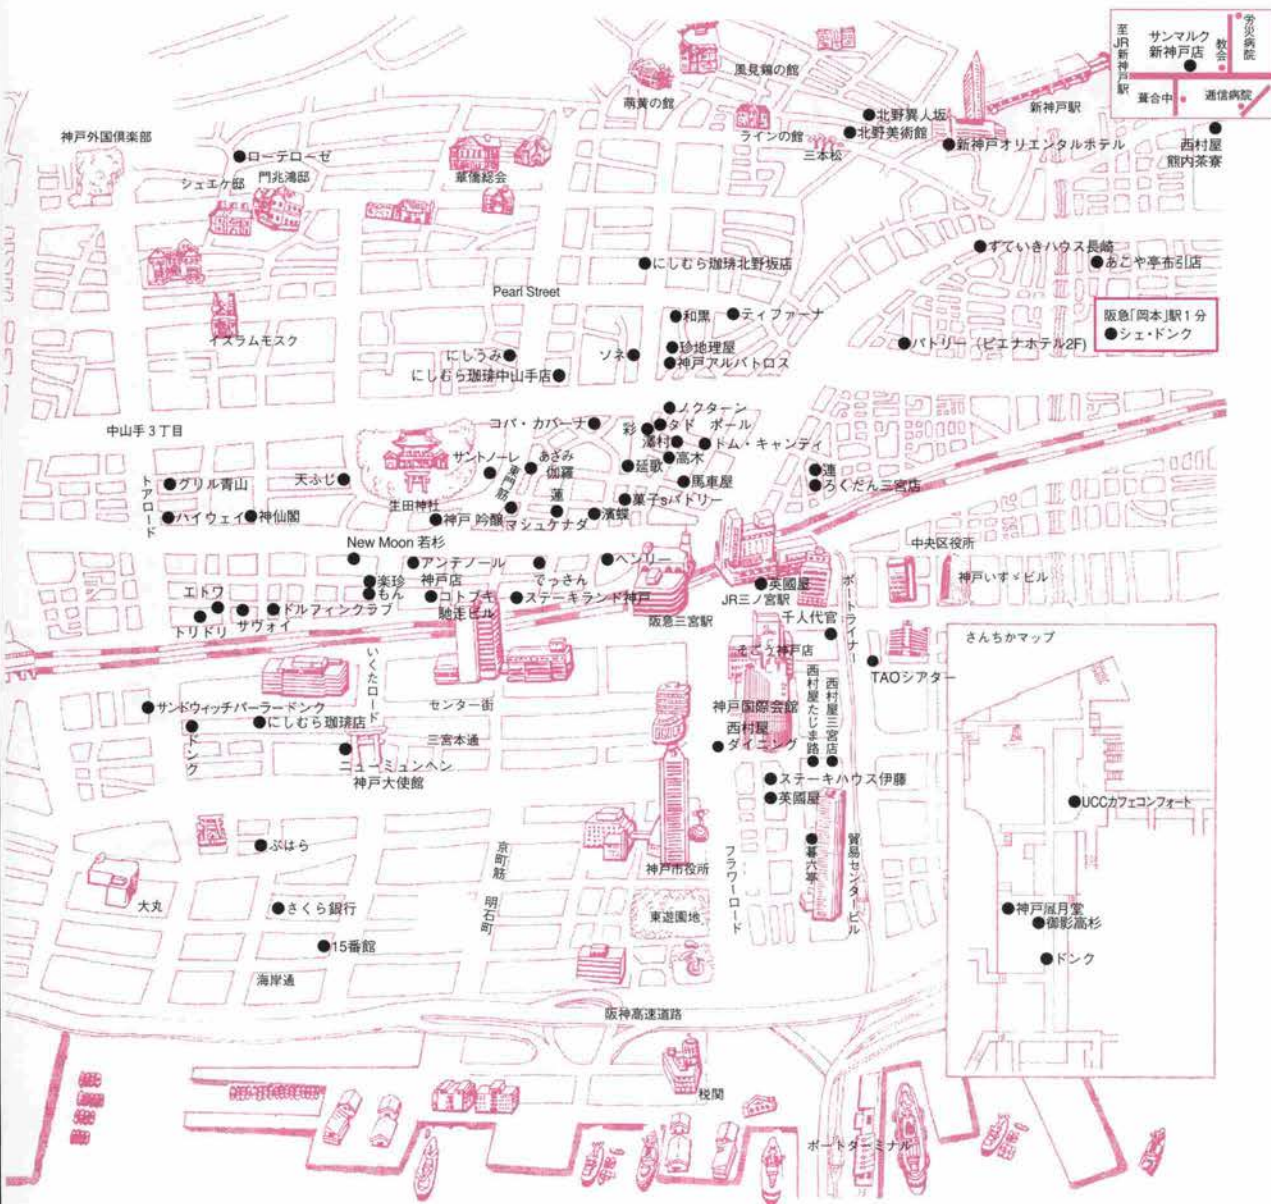 至JR新神戸駅
サンマルク
新神戸店
教会
労災病院
葺合中
逓信病院
風見鶏の館
萌黄の館
北野異人坂
新神戸駅
ラインの館
北野美術館
三本松
新神戸オリエンタルホテル
西村屋
熊内茶寮
神戸外国倶楽部
ローテローゼ
シュエケ邸
門兆鴻邸
華僑総会
すていきハウス長崎
にしむら珈琲北野坂店
あこや亭布引店
Pearl Street
和黒
ティファーナ
阪急「岡本」駅1分
シェ・ドンク
イスラムモスク
にしうみ
ソネ
珍地理屋
神戸アルバトロス
パトリー(ビエナホテル2F)
にしむら珈琲中山手店
ノクターン
中山手3丁目
コパ・カバーナ
彩
タド ポール
澤村
ドム・キャンティ
サントノーレ
あざみ
伽羅
延歌
高木
漣
ろくだん三宮店
トアロード
グリル青山
天ふじ
東門筋
蓮
馬車屋
菓子sパトリー
生田神社
ハイウェイ
神仙閣
神戸 吟醸
マシュケナダ
濱蝶
New Moon 若杉
アンテノール
神戸店
でっさん
ヘンリー
中央区役所
楽珍
もん
コトブキ
馳走ビル
ステーキランド神戸
英國屋
JR三ノ宮駅
神戸いすゞビル
エトワ
トリドリ
サヴォイ
ドルフィンクラブ
阪急三宮駅
千人代官
ポートライナー
さんちかマップ
そごう神戸店
TAOシアター
いくたロード
サンドウィッチパーラードンク
にしむら珈琲店
ドンク
センター街
三宮本通
神戸国際会館
西村屋
ダイニング
西村屋たじま路
西村屋三宮店
ニューミュンヘン
神戸大使館
ステーキハウス伊藤
英國屋
UCCカフェコンフォート
ぶはら
京町筋
明石町
神戸市役所
フラワーロード
暮六亭
貿易センタービル
大丸
さくら銀行
東遊園地
神戸凮月堂
御影高杉
15番館
ドンク
海岸通
阪神高速道路
税関
ポートターミナル